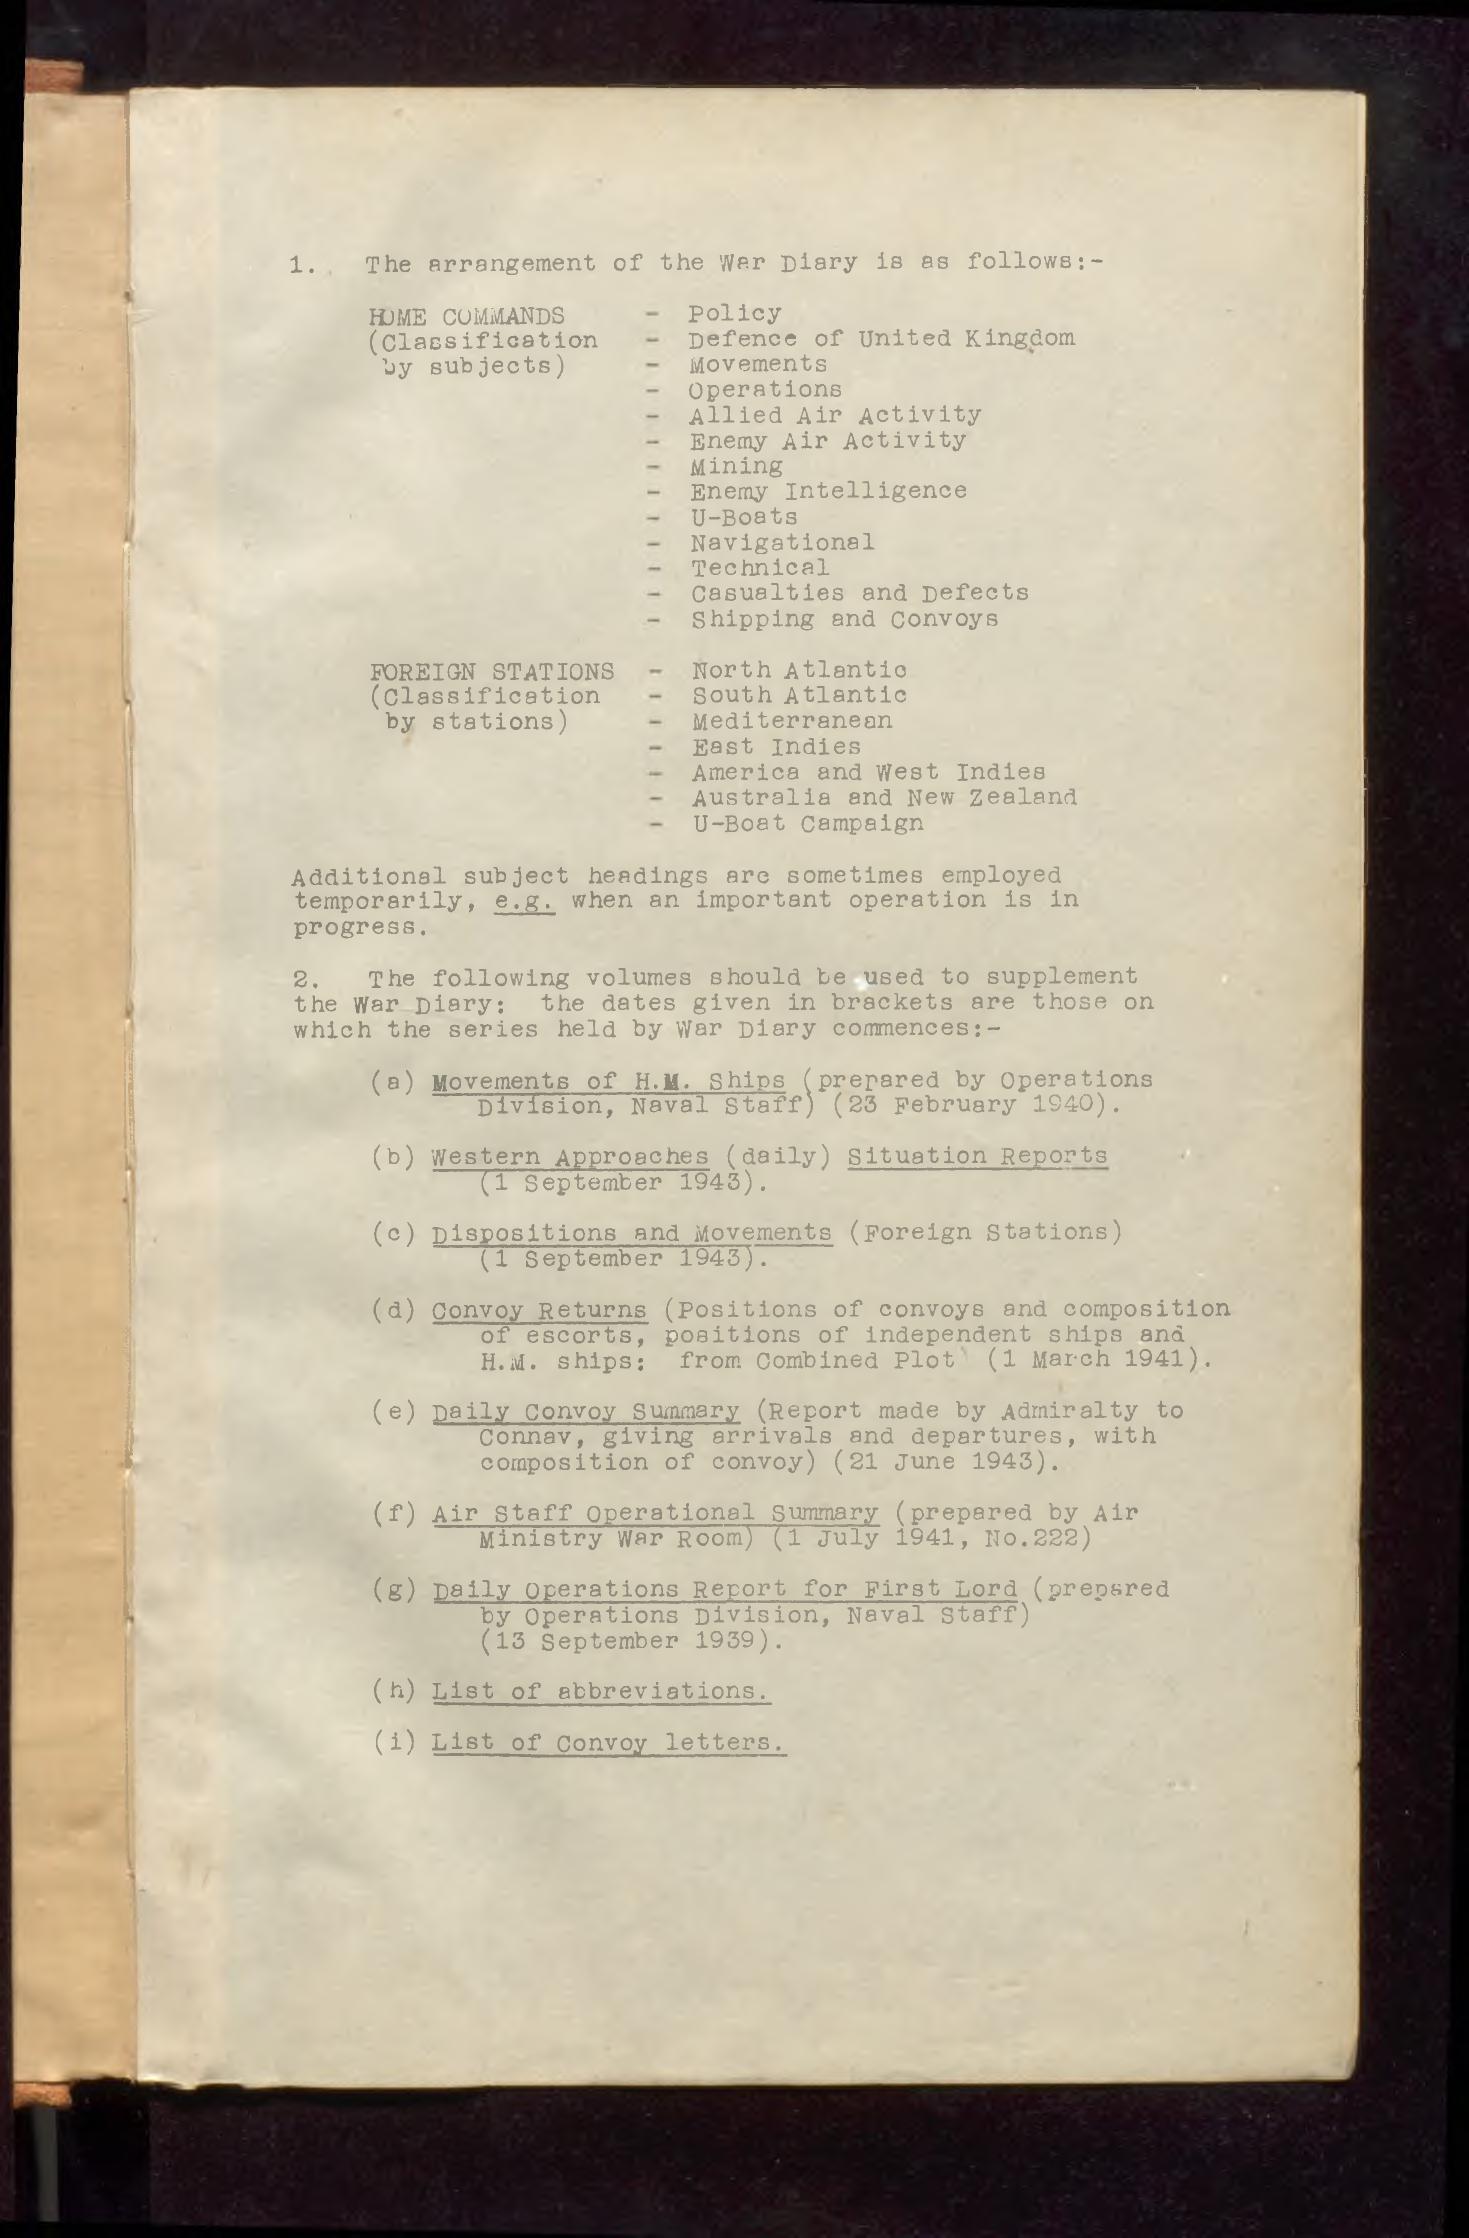 1. The arrangement of the War Diary is as follows:-
HOME COMMANDS - Policy
(Classification - Defence of United Kingdom
by subjects) - Movements
- Operations
- Allied Air Activity
- Enemy Air Activity
- Mining
- Enemy Intelligence
- U-Boats
- Navigational
- Technical
- Casualties and Defects
- Shipping and Convoys
FOREIGN STATIONS - North Atlantic
(Classification - South Atlantic
by stations) - Mediterranean
- East Indies
- America and West Indies
- Australia and New Zealand
- U-Boat Campaign
Additional subject headings are sometimes employed
temporarily, e.g. when an important operation is in
progress.
2. The following volumes should be used to supplement
the War Diary: the dates given in brackets are those on
which the series held by War Diary commences:-
(a) Movements of H.M. Ships (prepared by Operations
Division, Naval Staff) (23 February 1940).
(b) Western Approaches (daily) Situation Reports
(1 September 1943).
(c) Dispositions and Movements (Foreign Stations)
(1 September 1943).
(d) Convoy Returns (Positions of convoys and composition
of escorts, positions of independent ships and
H.M. ships: from Combined Plot (1 March 1941).
(e) Daily Convoy Summary (Report made by Admiralty to
Connav, giving arrivals and departures, with
composition of convoy) (21 June 1943).
(f) Air Staff Operational Summary (prepared by Air
Ministry War Room) (1 July 1941, No.222)
(g) Daily Operations Report for First Lord (prepared
by Operations Division, Naval Staff)
(13 September 1939).
(h) List of abbreviations.
(i) List of Convoy letters.